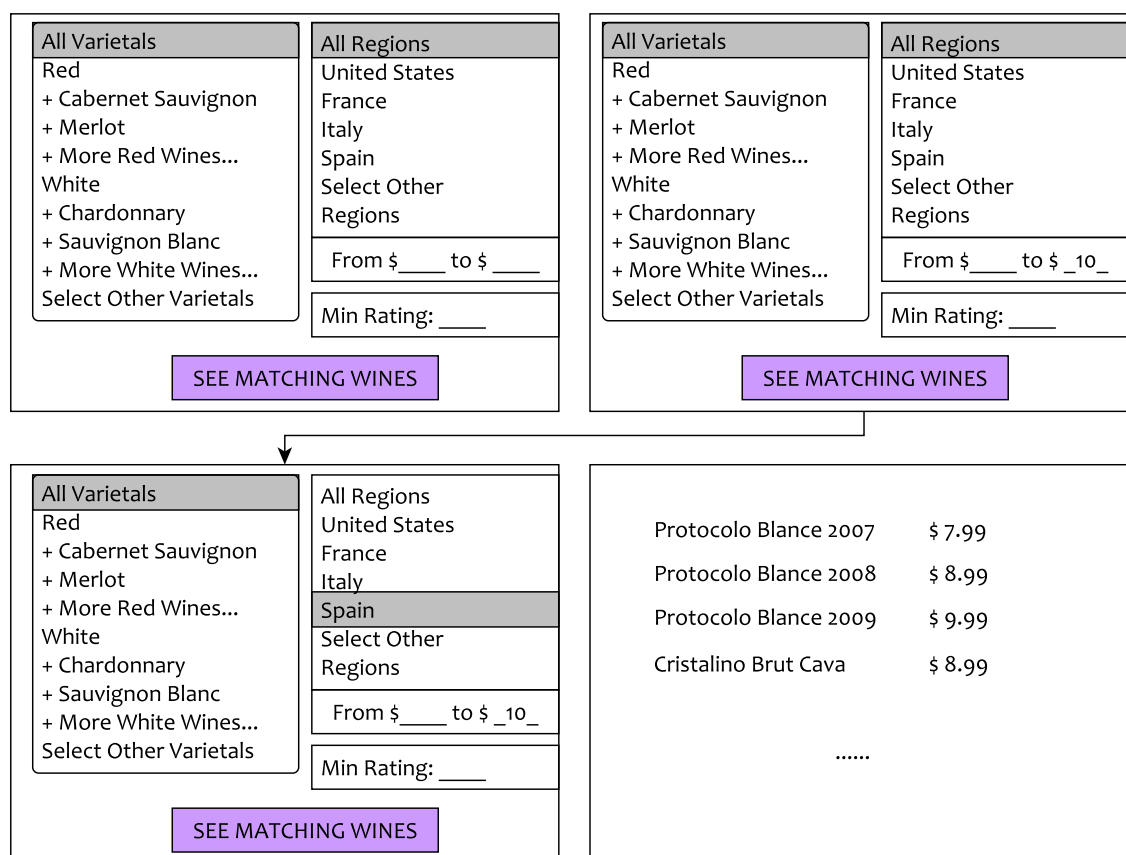 All Varietals
Red
+ Cabernet Sauvignon
+ Merlot
+ More Red Wines...
White
+ Chardonnary
+ Sauvignon Blanc
+ More White Wines...
Select Other Varietals
All Regions
United States
France
Italy
Spain
Select Other
Regions
From $____ to $ ____
Min Rating: ____
SEE MATCHING WINES
All Varietals
Red
+ Cabernet Sauvignon
+ Merlot
+ More Red Wines...
White
+ Chardonnary
+ Sauvignon Blanc
+ More White Wines...
Select Other Varietals
All Regions
United States
France
Italy
Spain
Select Other
Regions
From $____ to $ _10_
Min Rating: ____
SEE MATCHING WINES
All Varietals
Red
+ Cabernet Sauvignon
+ Merlot
+ More Red Wines...
White
+ Chardonnary
+ Sauvignon Blanc
+ More White Wines...
Select Other Varietals
All Regions
United States
France
Italy
Spain
Select Other
Regions
From $____ to $ _10_
Min Rating: ____
SEE MATCHING WINES
Protocolo Blance 2007 $ 7.99
Protocolo Blance 2008 $ 8.99
Protocolo Blance 2009 $ 9.99
Cristalino Brut Cava $ 8.99
......